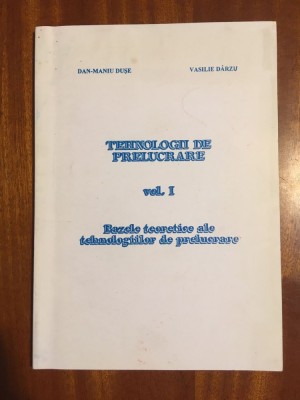 DAN-MANIU DUȘE
VASILIE DÂRZU
TEHNOLOGII DE
PRELUCRARE
vol. I
Bazele teoretice ale
tehnologiilor de prelucrare